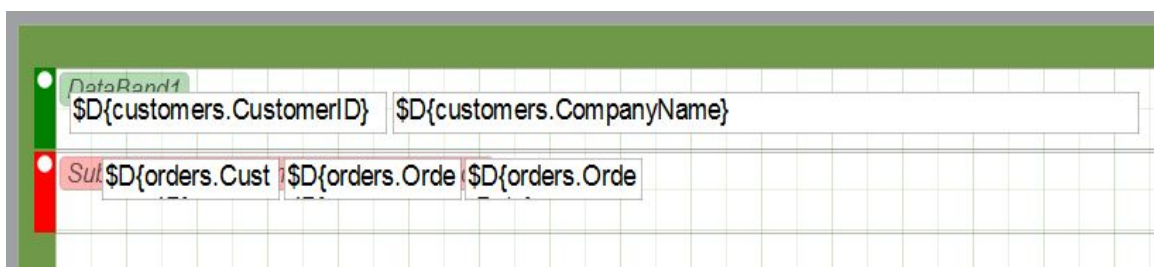 DataBand1
$D{customers.CustomerID} $D{customers.CompanyName}
$D{orders.Cust $D{orders.Orde $D{orders.Orde